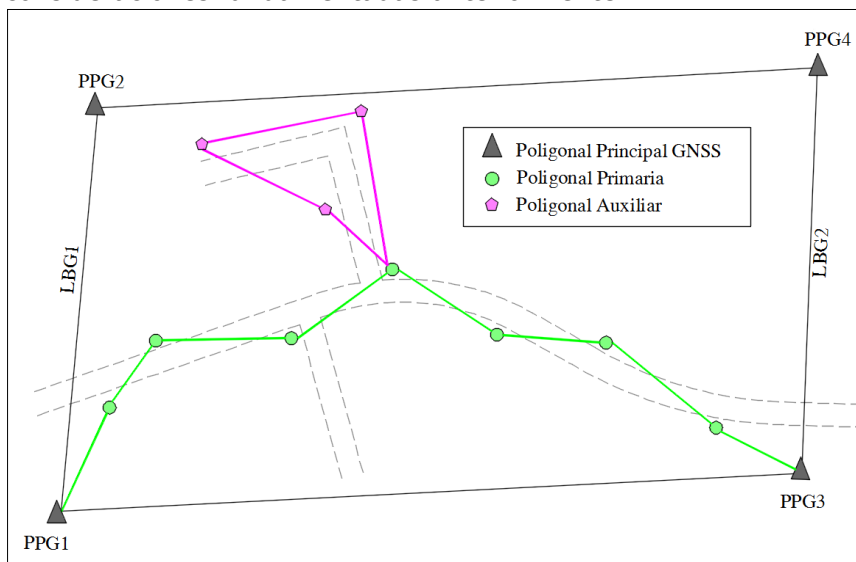 PPG4
PPG2
Poligonal Principal GNSS
Poligonal Primaria
Poligonal Auxiliar
LBG1
LBG2
PPG3
PPG1